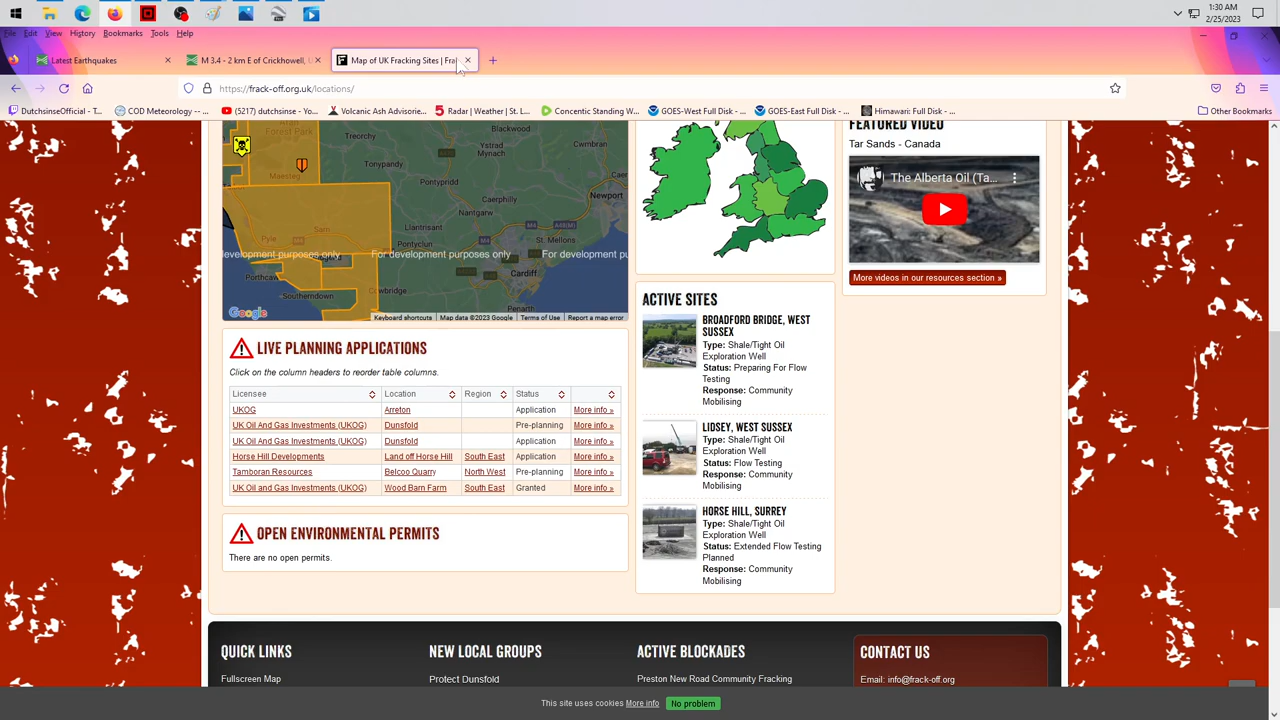 1:30 AM
2/25/2023
File Edit View History Bookmarks Tools Help
Latest Earthquakes
M 3.4 - 2 km E of Crickhowell, U
Map of UK Fracking Sites | Fra
https://frack-off.org.uk/locations/
DutchsinseOfficial - T...
COD Meteorology -- ...
(5217) dutchsinse - Yo...
Volcanic Ash Advisorie...
Radar | Weather | St. L...
Concentic Standing W...
GOES-West Full Disk - ...
GOES-East Full Disk - ...
Himawari: Full Disk - ...
Other Bookmarks
Forest Park
Treorchy
Blackwood
Ystrad
Mynach
Cwmbran
Tonypandy
Maesteg
Pontypridd
Caerphilly
Newport
Nantgarw
Llantrisant
Pyle
Sarn
Pontyclun
St. Mellons
development purposes only
For development purposes only
For development pu
Cardiff
Porthcaw
Cowbridge
Southerndown
Penarth
Google
Keyboard shortcuts
Map data ©2023 Google
Terms of Use
Report a map error
LIVE PLANNING APPLICATIONS
Click on the column headers to reorder table columns.
Licensee Location Region Status
UKOG Arreton Application More info »
UK Oil And Gas Investments (UKOG) Dunsfold Pre-planning More info »
UK Oil And Gas Investments (UKOG) Dunsfold Application More info »
Horse Hill Developments Land off Horse Hill South East Application More info »
Tamboran Resources Belcoo Quarry North West Pre-planning More info »
UK Oil and Gas Investments (UKOG) Wood Barn Farm South East Granted More info »
OPEN ENVIRONMENTAL PERMITS
There are no open permits.
ACTIVE SITES
BROADFORD BRIDGE, WEST
SUSSEX
Type: Shale/Tight Oil
Exploration Well
Status: Preparing For Flow
Testing
Response: Community
Mobilising
LIDSEY, WEST SUSSEX
Type: Shale/Tight Oil
Exploration Well
Status: Flow Testing
Response: Community
Mobilising
HORSE HILL, SURREY
Type: Shale/Tight Oil
Exploration Well
Status: Extended Flow Testing
Planned
Response: Community
Mobilising
FEATURED VIDEO
Tar Sands - Canada
The Alberta Oil (Ta...
More videos in our resources section »
QUICK LINKS
Fullscreen Map
NEW LOCAL GROUPS
Protect Dunsfold
ACTIVE BLOCKADES
Preston New Road Community Fracking
CONTACT US
Email: info@frack-off.org
This site uses cookies More info No problem